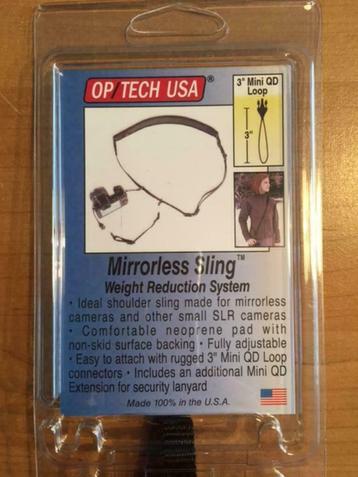 OP/TECH USA®
3" Mini QD
Loop
3"
Mirrorless Sling™
Weight Reduction System
• Ideal shoulder sling made for mirrorless
cameras and other small SLR cameras
• Comfortable neoprene pad with
non-skid surface backing • Fully adjustable
• Easy to attach with rugged 3" Mini QD Loop
connectors • Includes an additional Mini QD
Extension for security lanyard
Made 100% in the U.S.A.